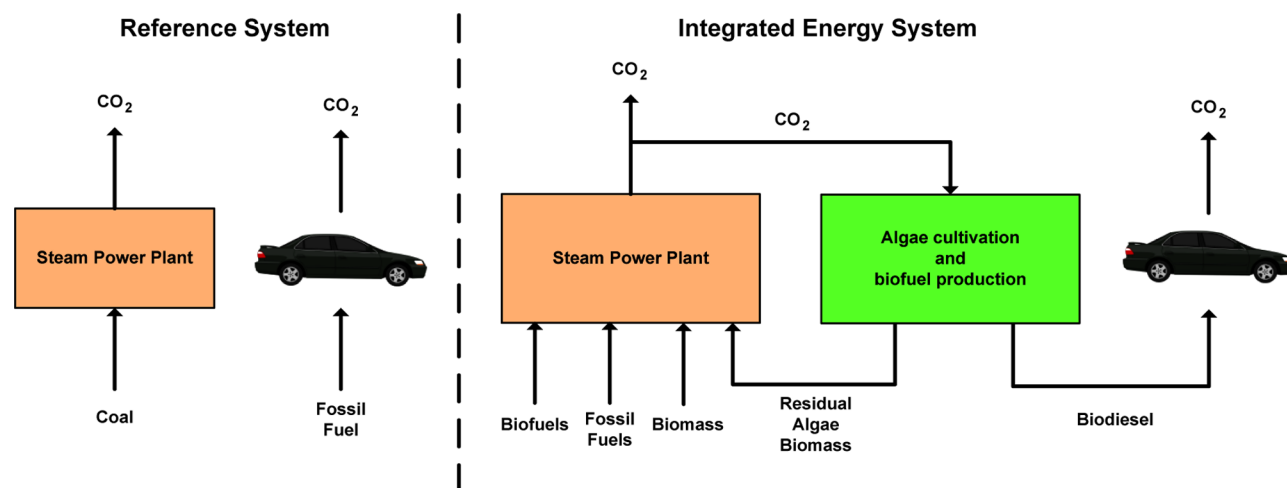 Reference System
CO2
CO2
Steam Power Plant
Coal
Fossil
Fuel
Integrated Energy System
CO2
CO2
CO2
Steam Power Plant
Algae cultivation
and
biofuel production
Biofuels
Fossil
Fuels
Biomass
Residual
Algae
Biomass
Biodiesel